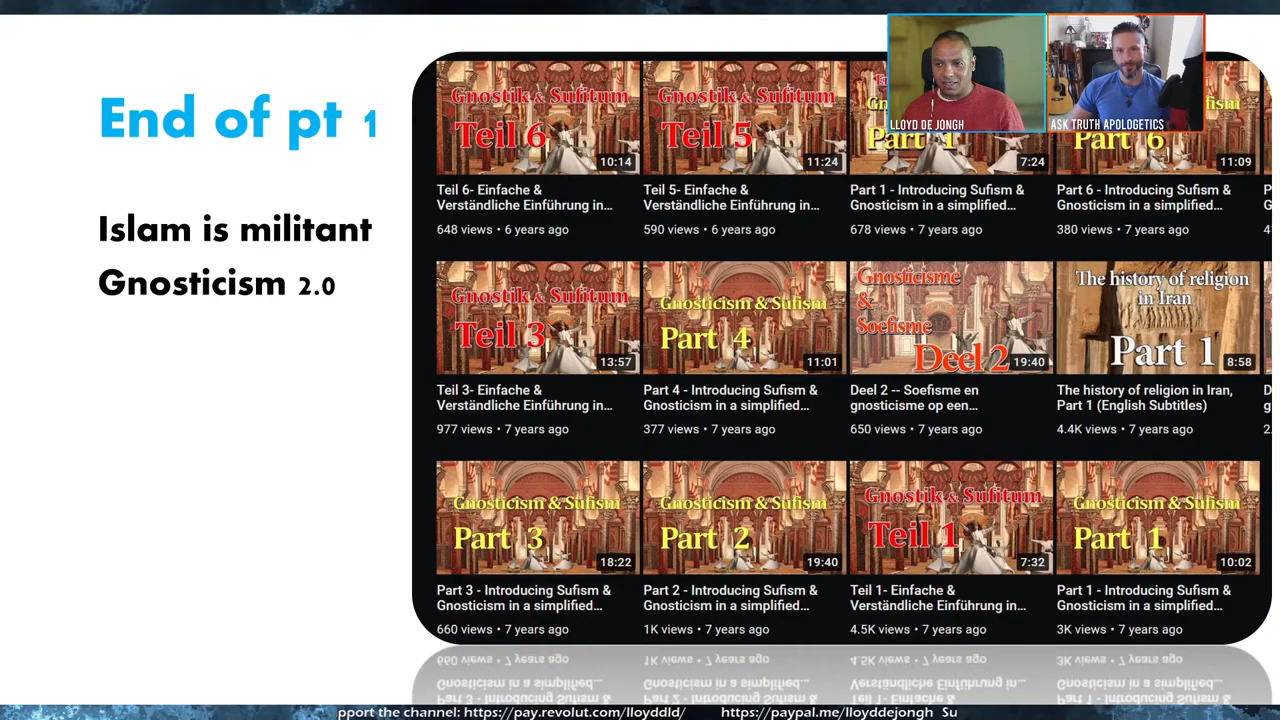 End of pt 1
Islam is militant
Gnosticism 2.0
LLOYD DE JONGH
ASK TRUTH APOLOGETICS
Gnostik & Sufitum
Teil 6
10:14
Teil 6- Einfache &
Verständliche Einführung in…
648 views • 6 years ago
Gnostik & Sufitum
Teil 5
11:24
Teil 5- Einfache &
Verständliche Einführung in…
590 views • 6 years ago
Part 1
7:24
Part 1 - Introducing Sufism &
Gnosticism in a simplified…
678 views • 7 years ago
Part 6
11:09
Part 6 - Introducing Sufism &
Gnosticism in a simplified…
380 views • 7 years ago
Gnostik & Sufitum
Teil 3
13:57
Teil 3- Einfache &
Verständliche Einführung in…
977 views • 7 years ago
Gnosticism & Sufism
Part 4
11:01
Part 4 - Introducing Sufism &
Gnosticism in a simplified…
377 views • 7 years ago
Gnosticisme
&
Soefisme
Deel 2
19:40
Deel 2 -- Soefisme en
gnosticisme op een…
650 views • 7 years ago
The history of religion
in Iran
Part 1
8:58
The history of religion in Iran,
Part 1 (English Subtitles)
4.4K views • 7 years ago
Gnosticism & Sufism
Part 3
18:22
Part 3 - Introducing Sufism &
Gnosticism in a simplified…
660 views • 7 years ago
Gnosticism & Sufism
Part 2
19:40
Part 2 - Introducing Sufism &
Gnosticism in a simplified…
1K views • 7 years ago
Gnostik & Sufitum
Teil 1
7:32
Teil 1- Einfache &
Verständliche Einführung in…
4.5K views • 7 years ago
Gnosticism & Sufism
Part 1
10:02
Part 1 - Introducing Sufism &
Gnosticism in a simplified…
3K views • 7 years ago
pport the channel: https://pay.revolut.com/lloyddld/ https://paypal.me/lloyddejongh Su